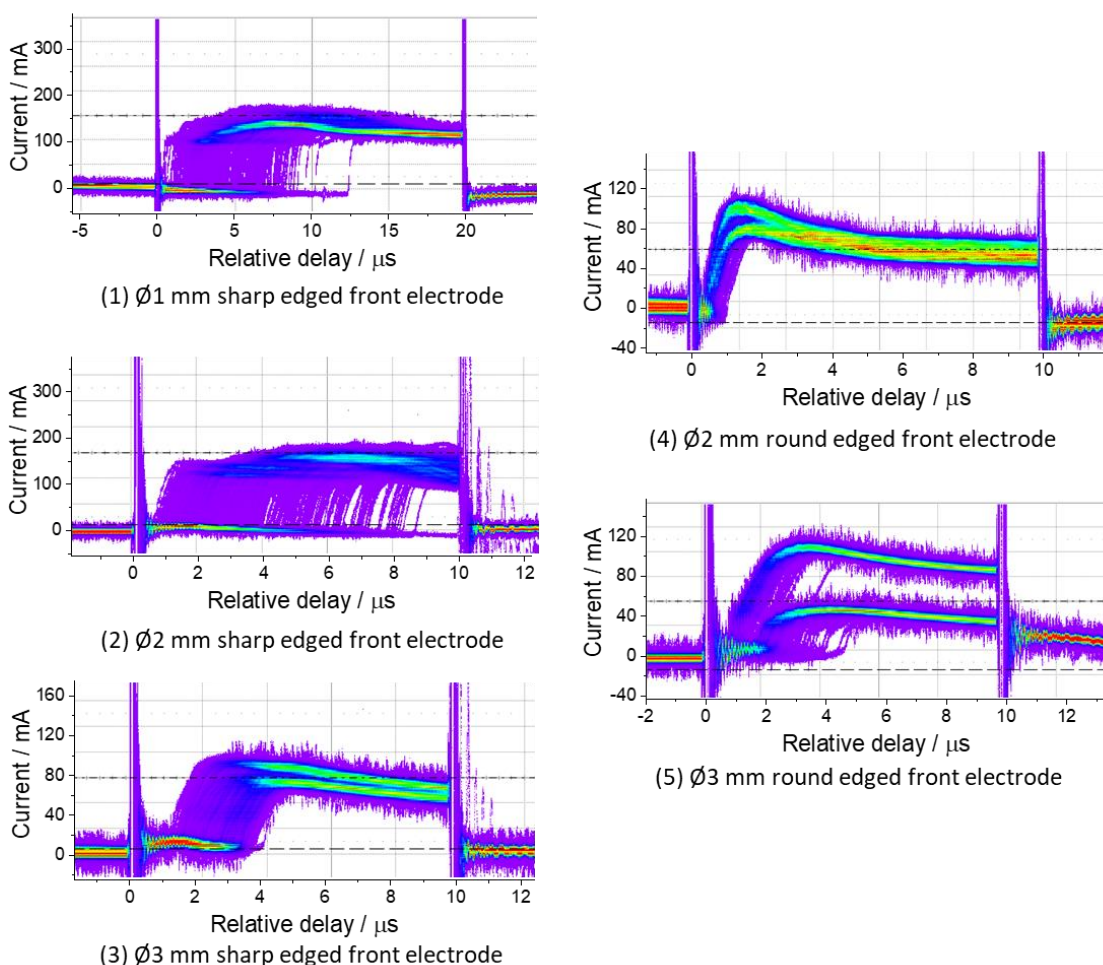 Current / mA
300
200
100
0
-5 0 5 10 15 20
Relative delay / μs
(1) Ø1 mm sharp edged front electrode
Current / mA
300
200
100
0
0 2 4 6 8 10 12
Relative delay / μs
(2) Ø2 mm sharp edged front electrode
Current / mA
160
120
80
40
0
0 2 4 6 8 10 12
Relative delay / μs
(3) Ø3 mm sharp edged front electrode
Current / mA
120
80
40
0
-40
0 2 4 6 8 10
Relative delay / μs
(4) Ø2 mm round edged front electrode
Current / mA
120
80
40
0
-40
-2 0 2 4 6 8 10 12
Relative delay / μs
(5) Ø3 mm round edged front electrode